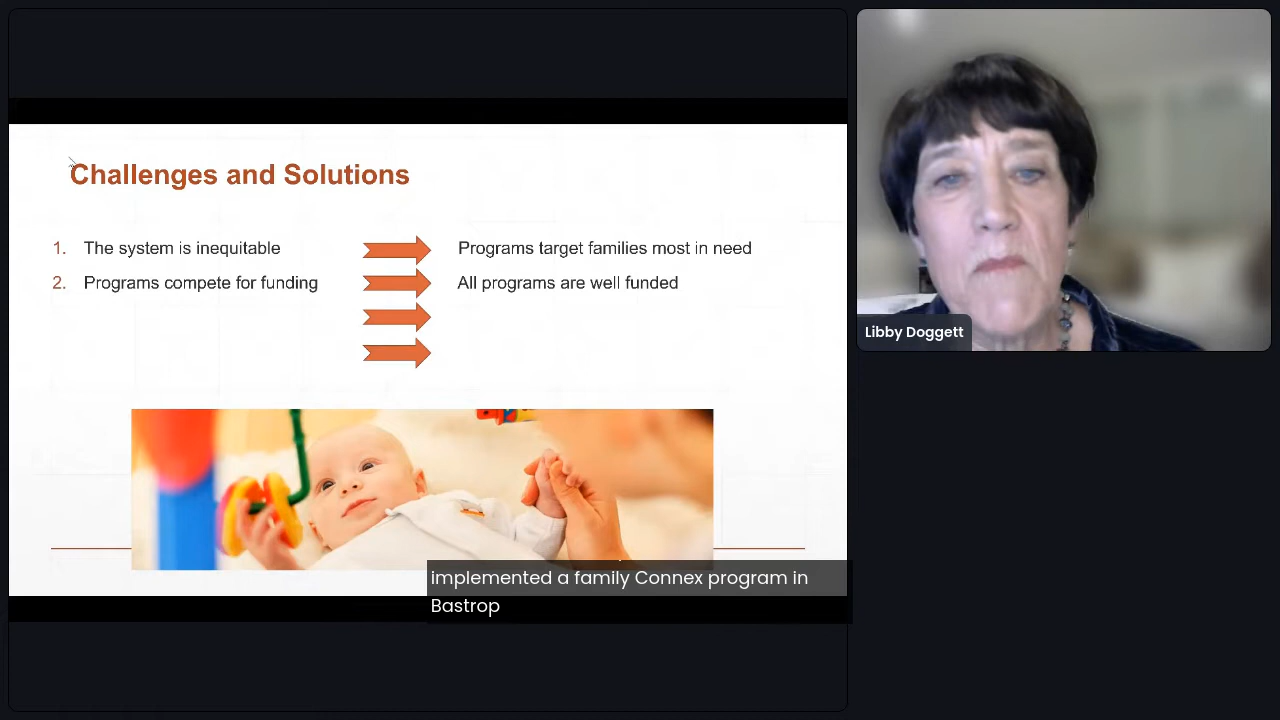 Challenges and Solutions
1. The system is inequitable Programs target families most in need
2. Programs compete for funding All programs are well funded
implemented a family Connex program in
Bastrop
Libby Doggett